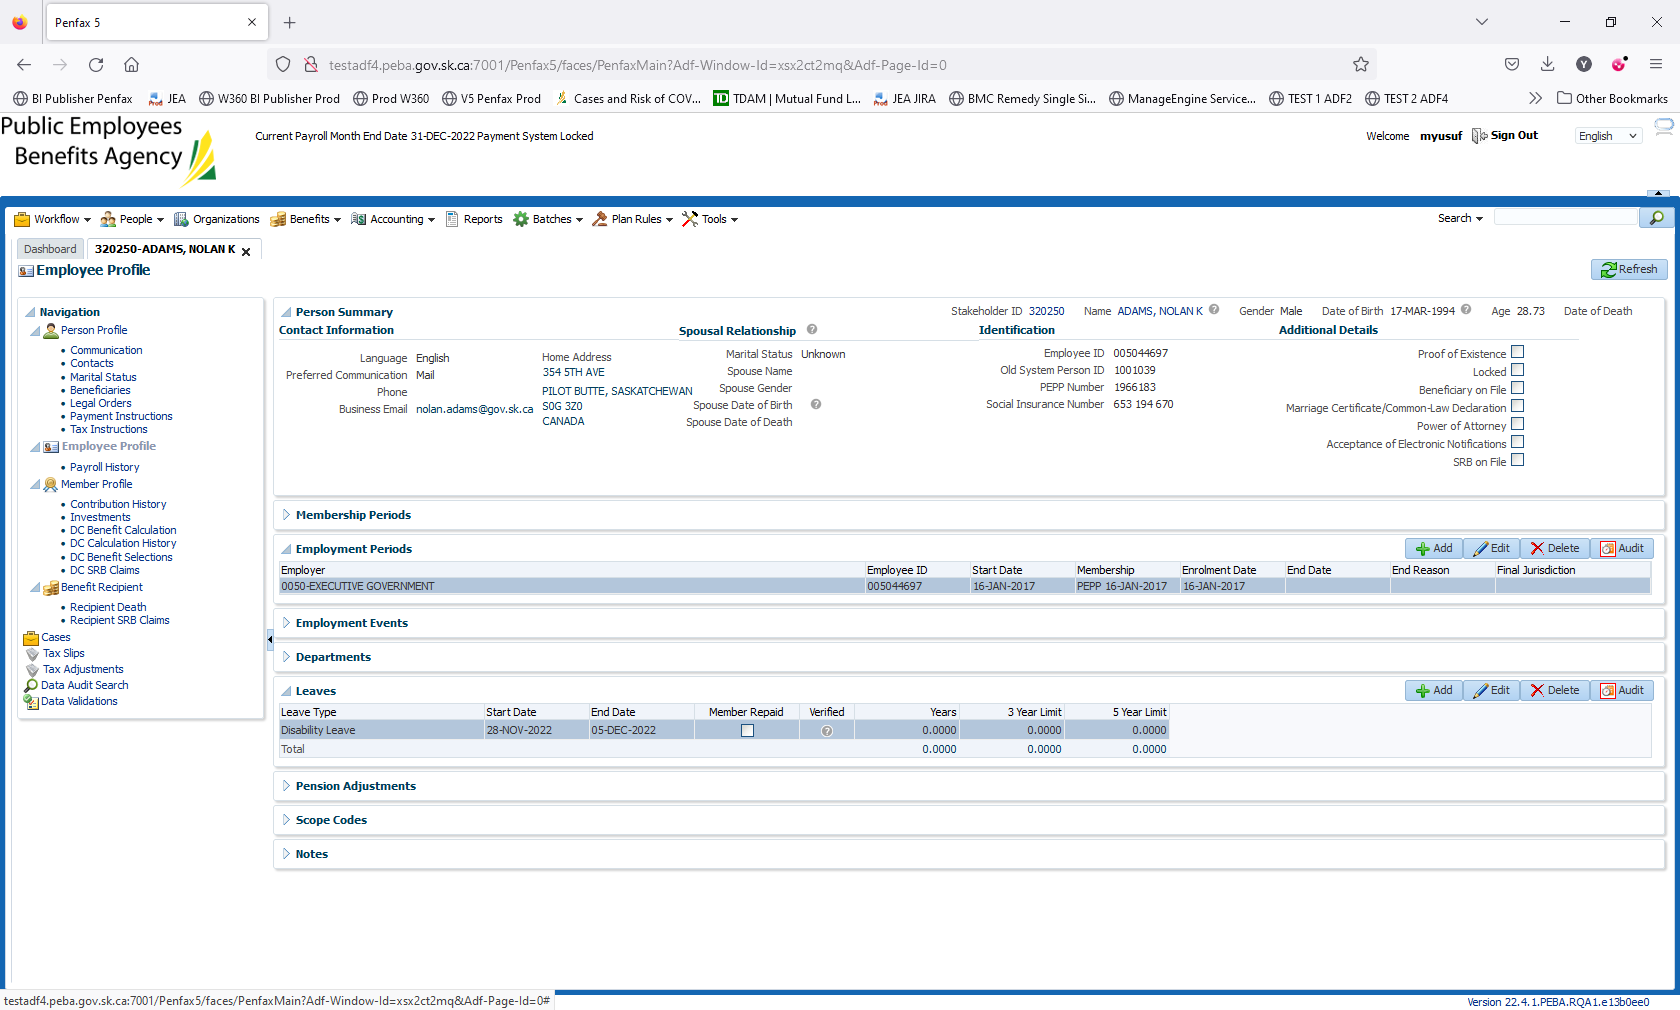 Penfax 5
testadf4.peba.gov.sk.ca:7001/Penfax5/faces/PenfaxMain?Adf-Window-Id=xsx2ct2mq&Adf-Page-Id=0
BI Publisher Penfax JEA W360 BI Publisher Prod Prod W360 V5 Penfax Prod Cases and Risk of COV... TDAM | Mutual Fund L... JEA JIRA BMC Remedy Single Si... ManageEngine Service... TEST 1 ADF2 TEST 2 ADF4 Other Bookmarks
Public Employees
Benefits Agency
Current Payroll Month End Date 31-DEC-2022 Payment System Locked
Welcome myusuf Sign Out English
Workflow People Organizations Benefits Accounting Reports Batches Plan Rules Tools Search
Dashboard 320250-ADAMS, NOLAN K
Employee Profile
Refresh
Navigation
Person Profile
Communication
Contacts
Marital Status
Beneficiaries
Legal Orders
Payment Instructions
Tax Instructions
Employee Profile
Payroll History
Member Profile
Contribution History
Investments
DC Benefit Calculation
DC Calculation History
DC Benefit Selections
DC SRB Claims
Benefit Recipient
Recipient Death
Recipient SRB Claims
Cases
Tax Slips
Tax Adjustments
Data Audit Search
Data Validations
Person Summary
Stakeholder ID 320250 Name ADAMS, NOLAN K Gender Male Date of Birth 17-MAR-1994 Age 28.73 Date of Death
Contact Information
Language English
Preferred Communication Mail
Phone
Business Email nolan.adams@gov.sk.ca
Home Address
354 5TH AVE
PILOT BUTTE, SASKATCHEWAN
S0G 3Z0
CANADA
Spousal Relationship
Marital Status Unknown
Spouse Name
Spouse Gender
Spouse Date of Birth
Spouse Date of Death
Identification
Employee ID 005044697
Old System Person ID 1001039
PEPP Number 1966183
Social Insurance Number 653 194 670
Additional Details
Proof of Existence
Locked
Beneficiary on File
Marriage Certificate/Common-Law Declaration
Power of Attorney
Acceptance of Electronic Notifications
SRB on File
Membership Periods
Employment Periods
Add Edit Delete Audit
Employer Employee ID Start Date Membership Enrolment Date End Date End Reason Final Jurisdiction
0050-EXECUTIVE GOVERNMENT 005044697 16-JAN-2017 PEPP 16-JAN-2017 16-JAN-2017
Employment Events
Departments
Leaves
Add Edit Delete Audit
Leave Type Start Date End Date Member Repaid Verified Years 3 Year Limit 5 Year Limit
Disability Leave 28-NOV-2022 05-DEC-2022 0.0000 0.0000 0.0000
Total 0.0000 0.0000 0.0000
Pension Adjustments
Scope Codes
Notes
testadf4.peba.gov.sk.ca:7001/Penfax5/faces/PenfaxMain?Adf-Window-Id=xsx2ct2mq&Adf-Page-Id=0#
Version 22.4.1.PEBA.RQA1.e13b0ee0